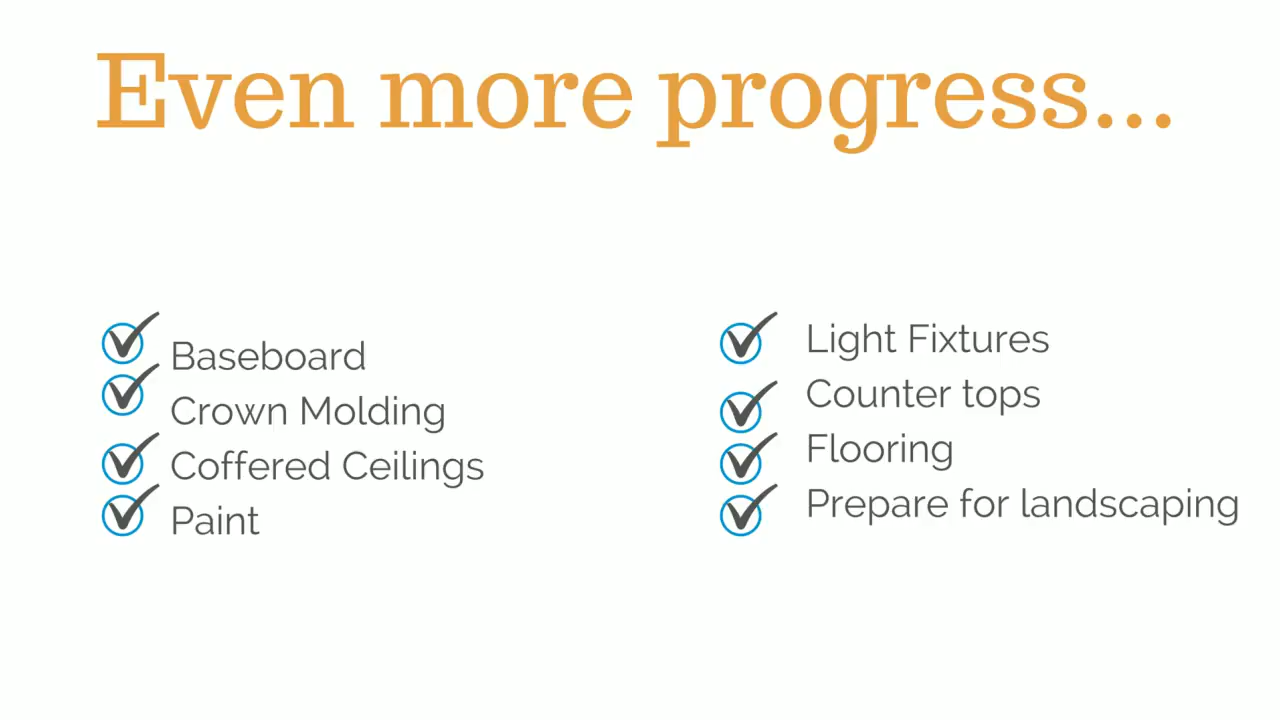 Even more progress...
Baseboard
Crown Molding
Coffered Ceilings
Paint
Light Fixtures
Counter tops
Flooring
Prepare for landscaping